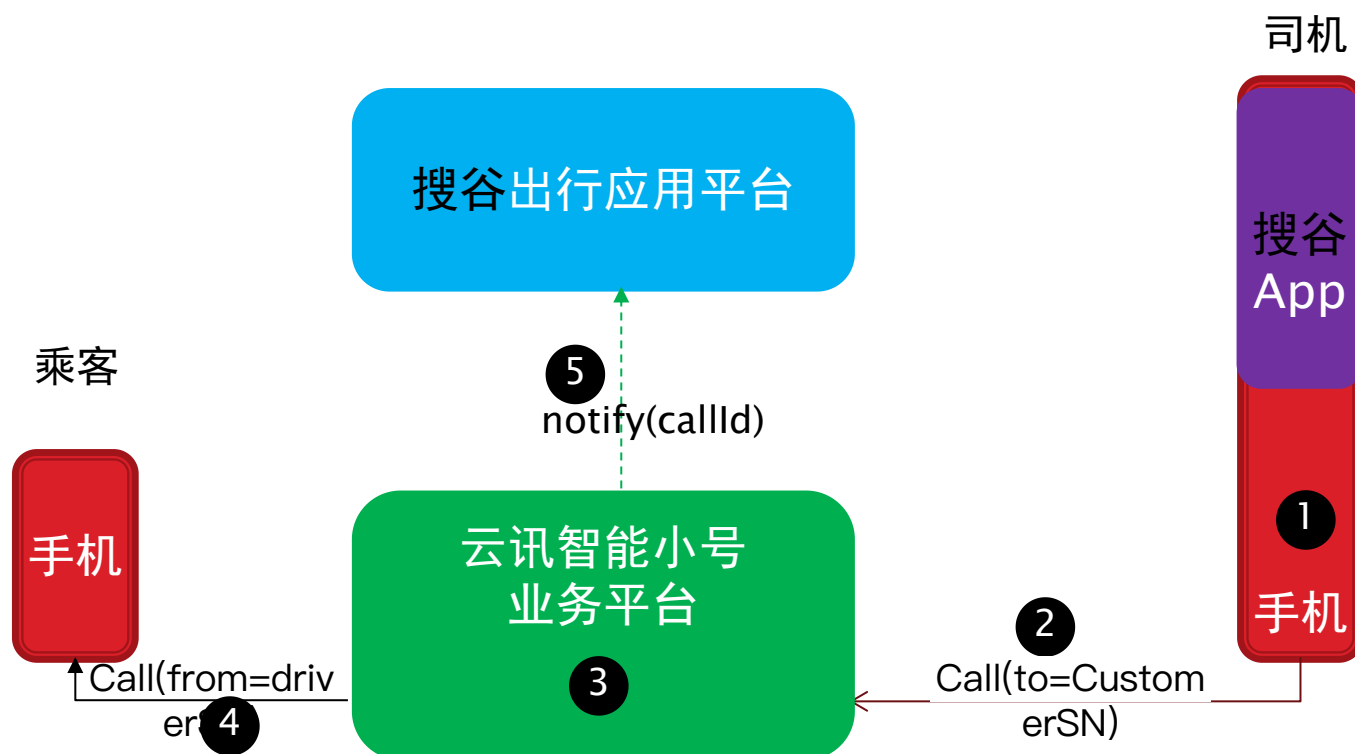 司机
搜谷出行应用平台
搜谷
App
乘客
5
notify(callId)
手机
云讯智能小号
业务平台
1
手机
2
3
Call(from=driv
er
4
Call(to=Custom
erSN)